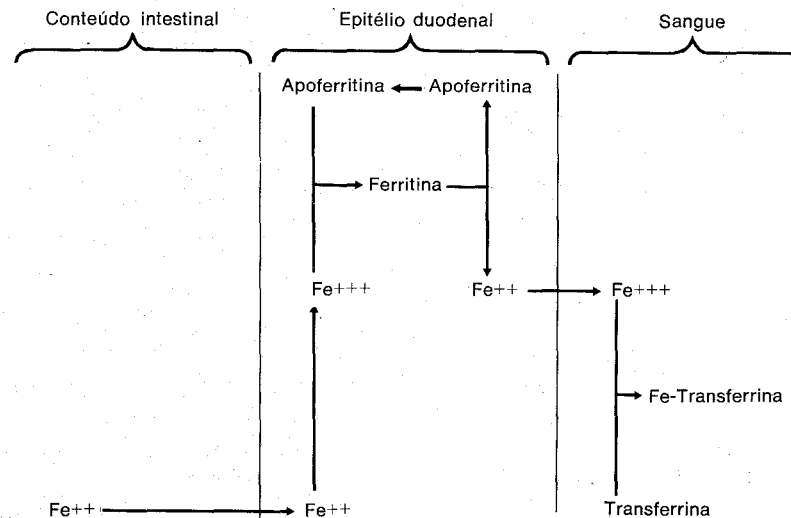 Conteúdo intestinal
Epitélio duodenal
Sangue
Apoferritina
Apoferritina
Ferritina
Fe+++
Fe++
Fe+++
Fe-Transferrina
Fe++
Fe++
Transferrina